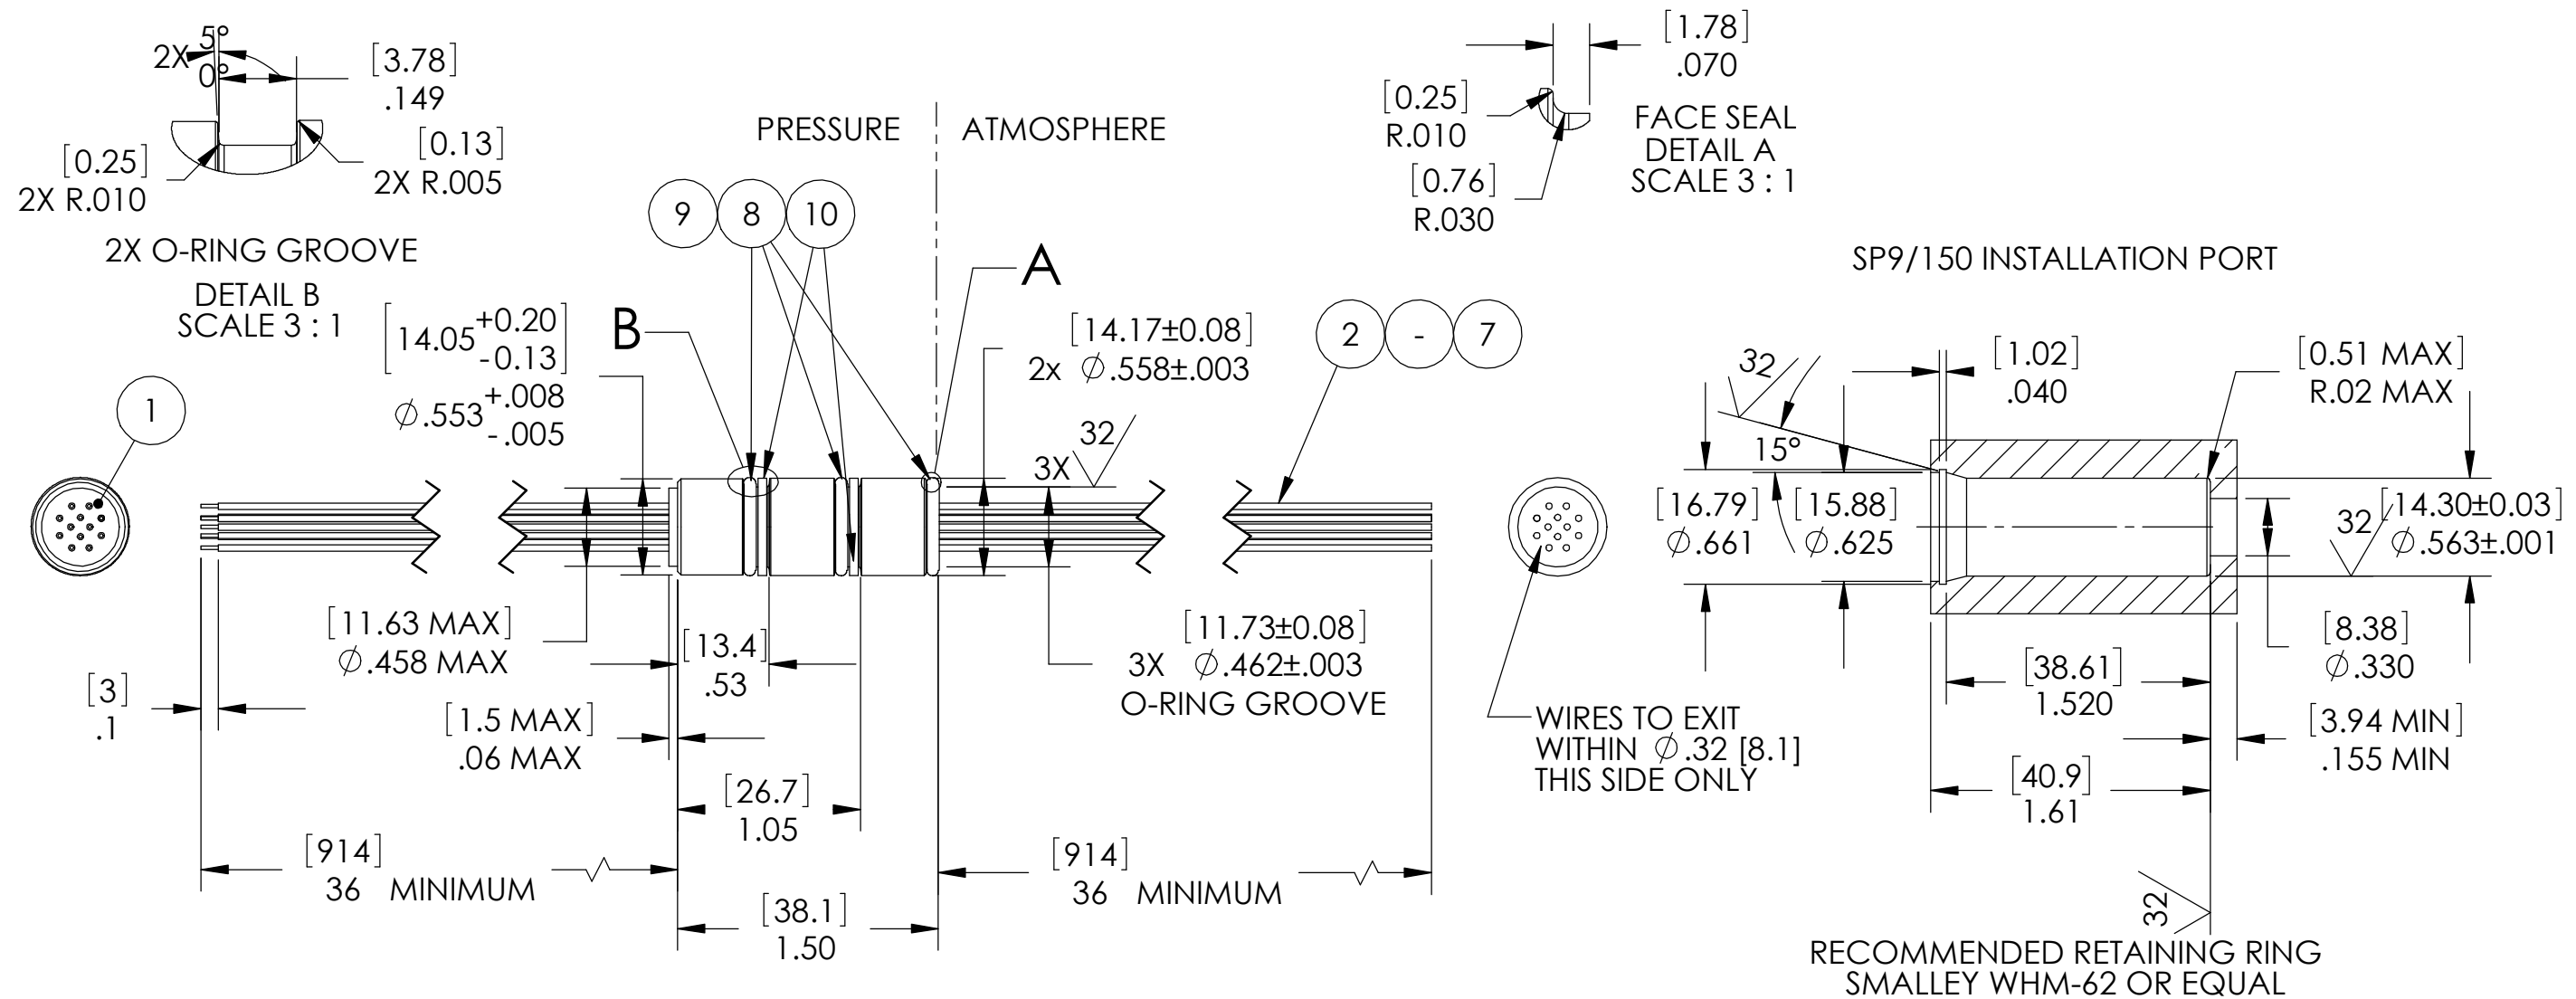 5°
2X
0°
[3.78]
.149
[0.25]
2X R.010
[0.13]
2X R.005
2X O-RING GROOVE
DETAIL B
SCALE 3 : 1
PRESSURE
ATMOSPHERE
[1.78]
.070
[0.25]
R.010
[0.76]
R.030
FACE SEAL
DETAIL A
SCALE 3 : 1
9
8
10
A
B
[14.05 +0.20 -0.13]
Ø.553 +.008 -.005
[14.17±0.08]
2x Ø.558±.003
2
-
7
1
32
3X
[11.63 MAX]
Ø.458 MAX
[13.4]
.53
[11.73±0.08]
3X Ø.462±.003
O-RING GROOVE
[3]
.1
[1.5 MAX]
.06 MAX
[26.7]
1.05
[914]
36 MINIMUM
[38.1]
1.50
[914]
36 MINIMUM
WIRES TO EXIT
WITHIN Ø.32 [8.1]
THIS SIDE ONLY
SP9/150 INSTALLATION PORT
32
15°
[1.02]
.040
[0.51 MAX]
R.02 MAX
[16.79]
Ø.661
[15.88]
Ø.625
32
[14.30±0.03]
Ø.563±.001
[8.38]
Ø.330
[38.61]
1.520
[3.94 MIN]
.155 MIN
[40.9]
1.61
32
RECOMMENDED RETAINING RING
SMALLEY WHM-62 OR EQUAL